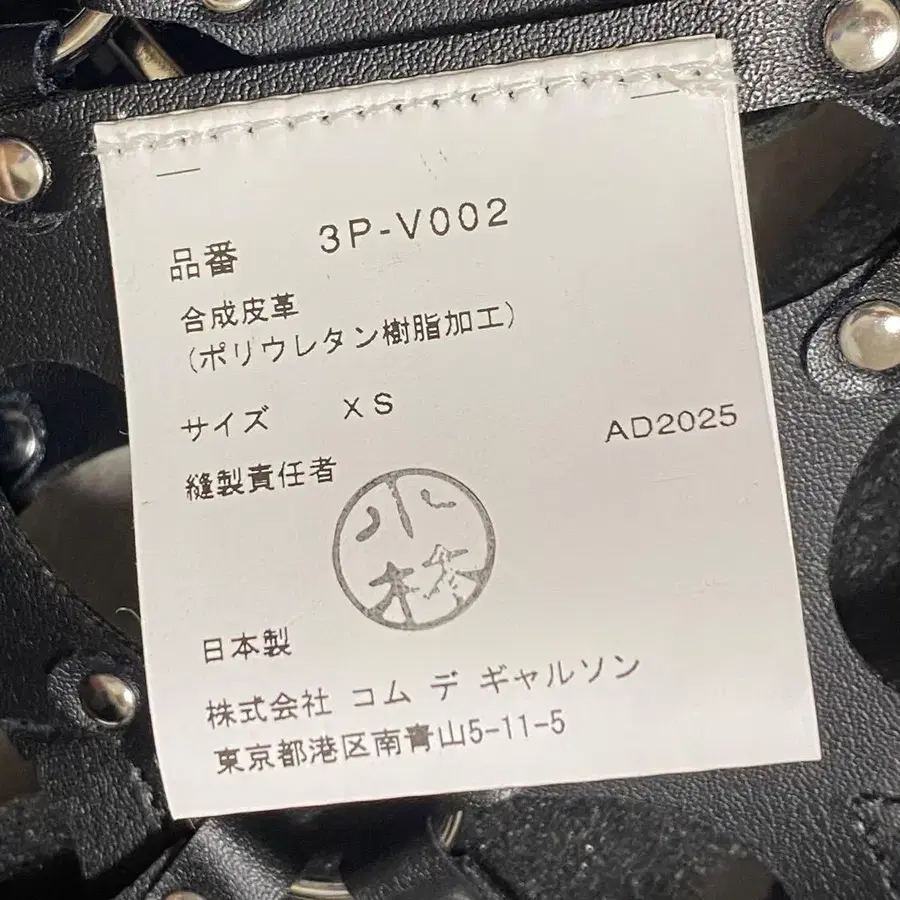 品番 3P-V002
合成皮革
(ポリウレタン樹脂加工)
サイズ XS
AD2025
縫製責任者
小林
日本製
株式会社 コム デ ギャルソン
東京都港区南青山5-11-5